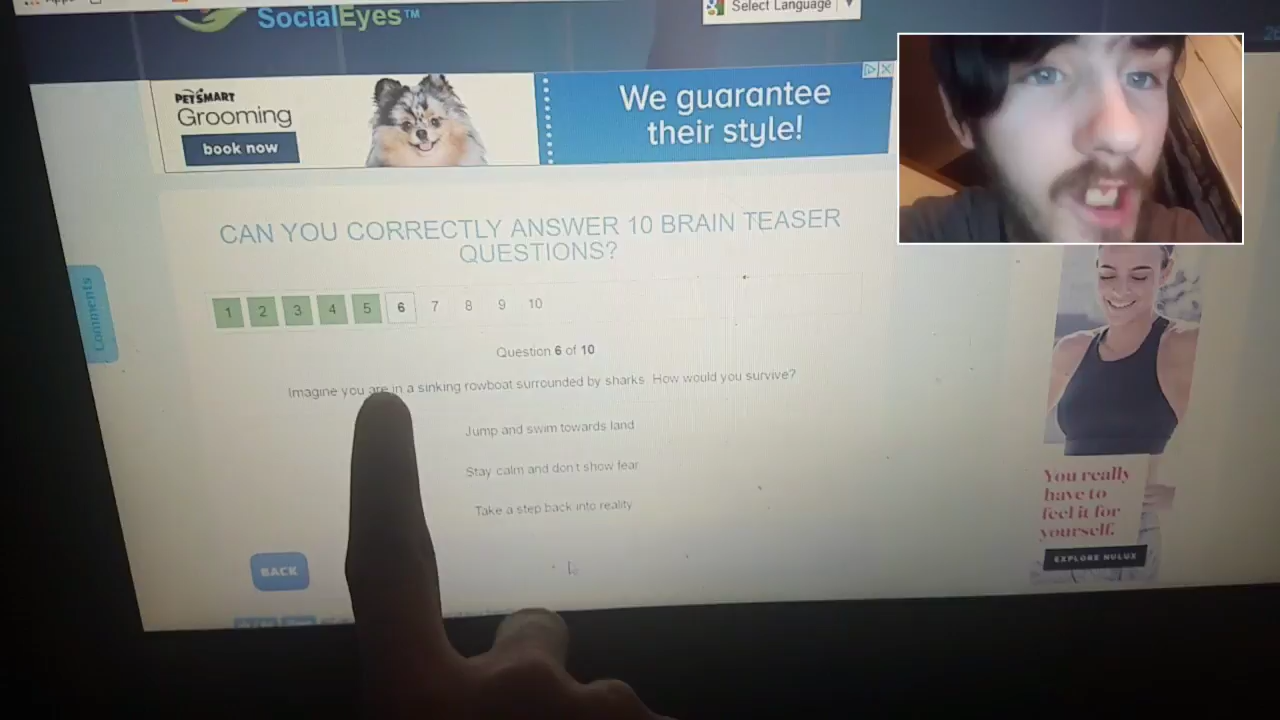 SocialEyes™
Select Language
PETSMART
Grooming
book now
We guarantee
their style!
CAN YOU CORRECTLY ANSWER 10 BRAIN TEASER
QUESTIONS?
1 2 3 4 5 6 7 8 9 10
Question 6 of 10
Imagine you are in a sinking rowboat surrounded by sharks How would you survive?
Jump and swim towards land
Stay calm and don't show fear
Take a step back into reality
BACK
Comments
You really
have to
feel it for
yourself.
EXPLORE NULUX